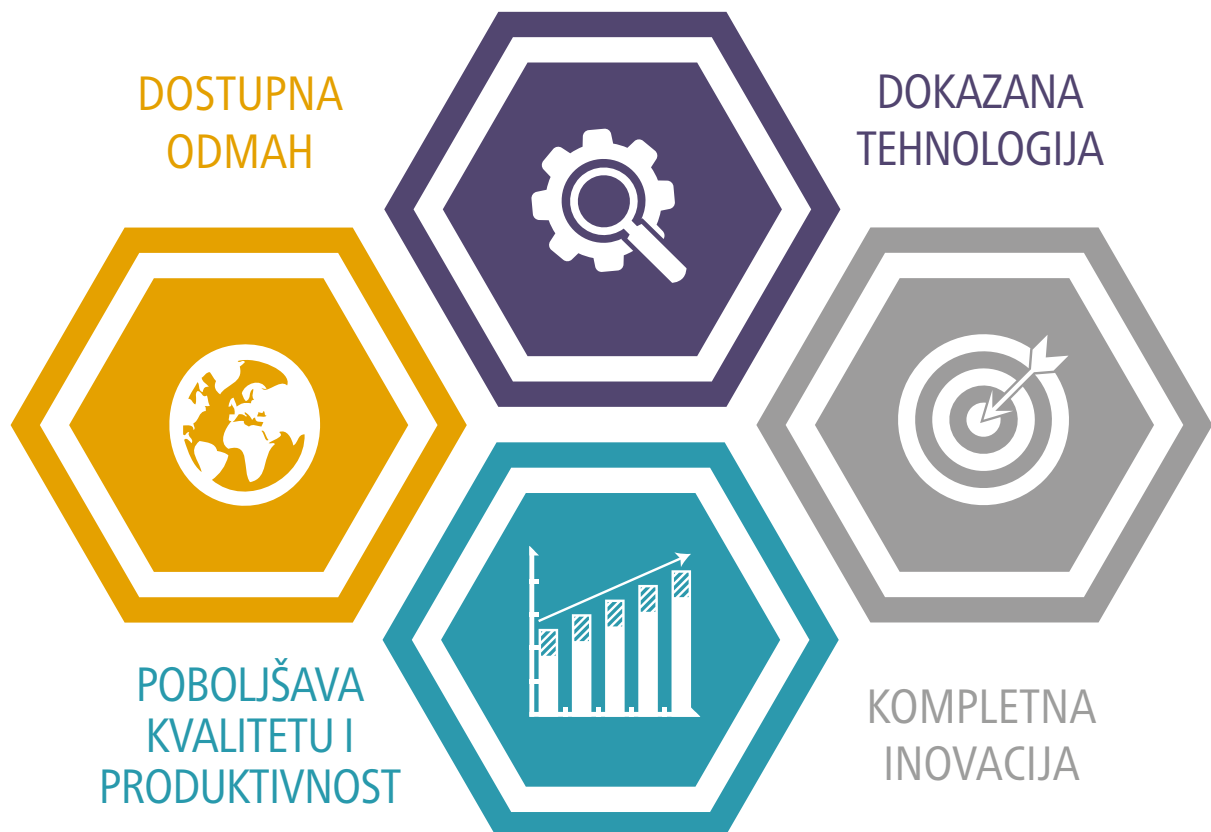 DOSTUPNA
ODMAH
DOKAZANA
TEHNOLOGIJA
POBOLJŠAVA
KVALITETU I
PRODUKTIVNOST
KOMPLETNA
INOVACIJA